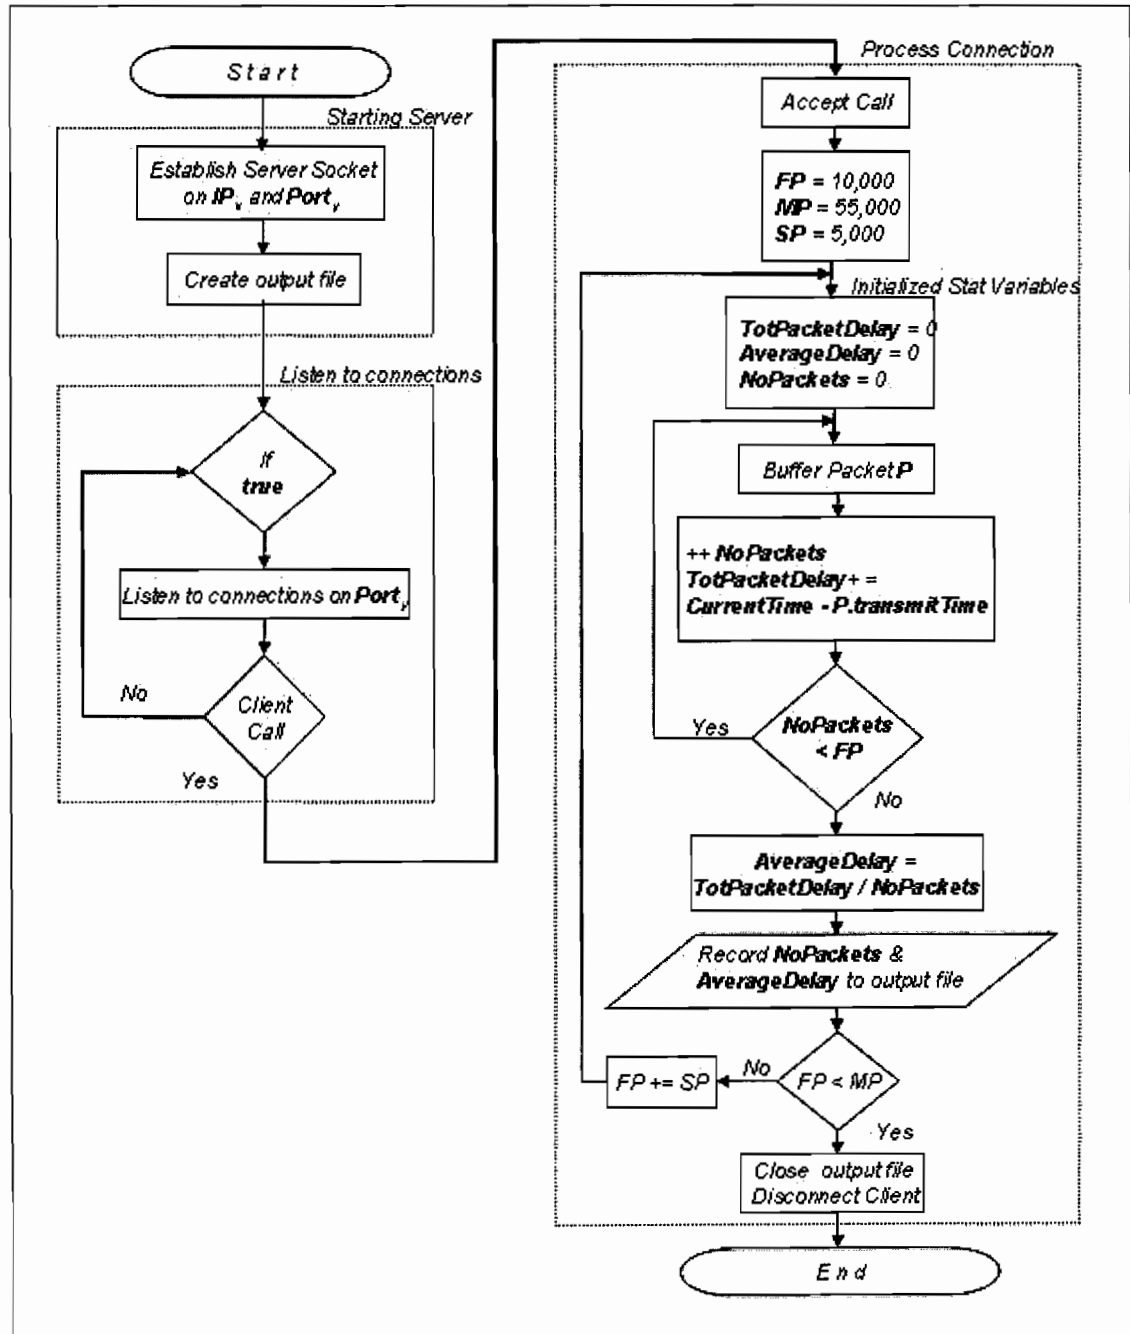 Start
Starting Server
Establish Server Socket
on IPx and Porty
Create output file
Listen to connections
If
true
Listen to connections on Porty
No
Client
Call
Yes
Process Connection
Accept Call
FP = 10,000
MP = 55,000
SP = 5,000
Initialized Stat Variables
TotPacketDelay = 0
AverageDelay = 0
NoPackets = 0
Buffer Packet P
++ NoPackets
TotPacketDelay+ =
CurrentTime - P.transmitTime
Yes
NoPackets
< FP
No
AverageDelay =
TotPacketDelay / NoPackets
Record NoPackets &
AverageDelay to output file
FP += SP
No
FP < MP
Yes
Close output file
Disconnect Client
End